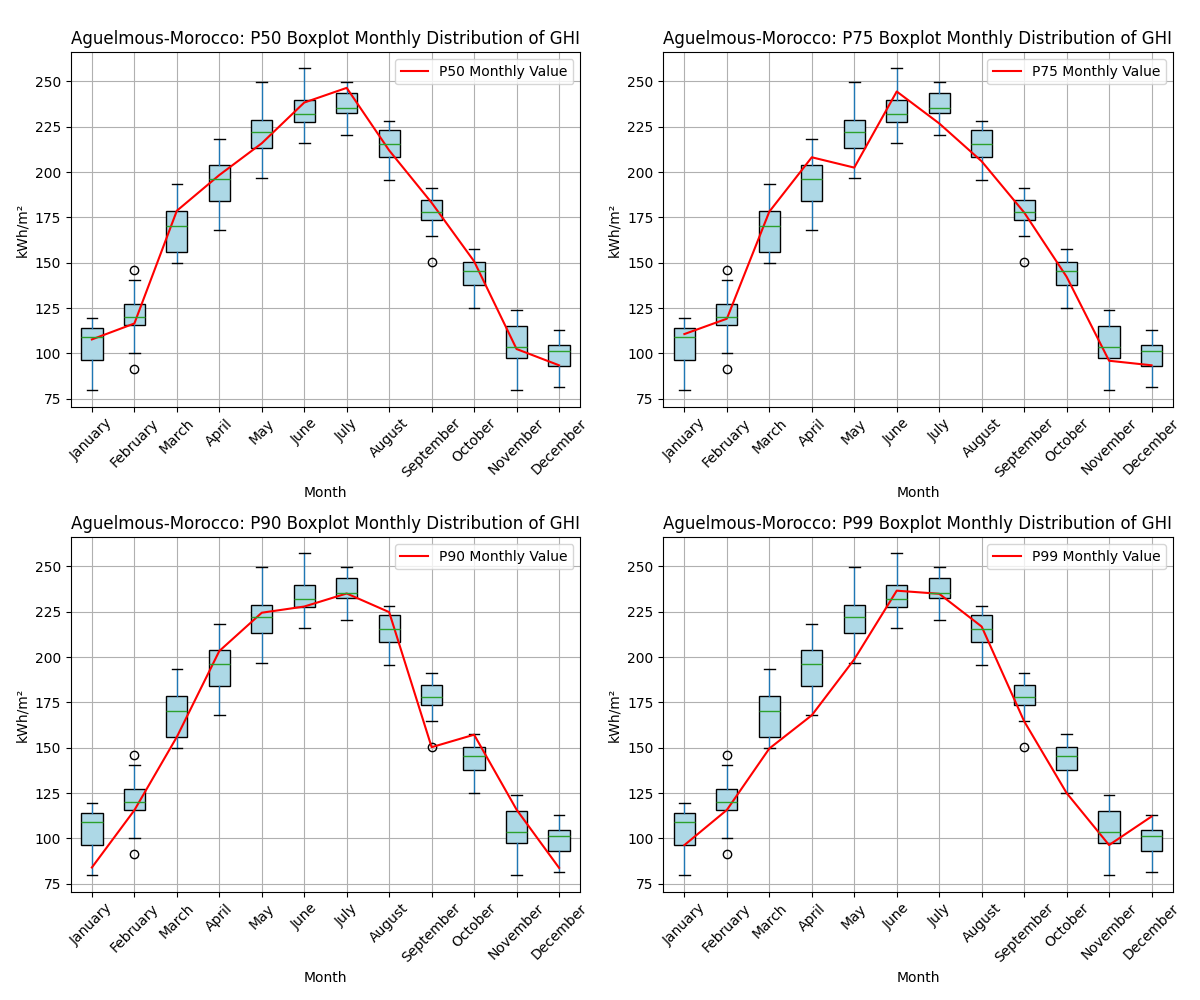 Aguelmous-Morocco: P50 Boxplot Monthly Distribution of GHI
P50 Monthly Value
kWh/m²
250
225
200
175
150
125
100
75
January
February
March
April
May
June
July
August
September
October
November
December
Month
Aguelmous-Morocco: P75 Boxplot Monthly Distribution of GHI
P75 Monthly Value
kWh/m²
250
225
200
175
150
125
100
75
January
February
March
April
May
June
July
August
September
October
November
December
Month
Aguelmous-Morocco: P90 Boxplot Monthly Distribution of GHI
P90 Monthly Value
kWh/m²
250
225
200
175
150
125
100
75
January
February
March
April
May
June
July
August
September
October
November
December
Month
Aguelmous-Morocco: P99 Boxplot Monthly Distribution of GHI
P99 Monthly Value
kWh/m²
250
225
200
175
150
125
100
75
January
February
March
April
May
June
July
August
September
October
November
December
Month